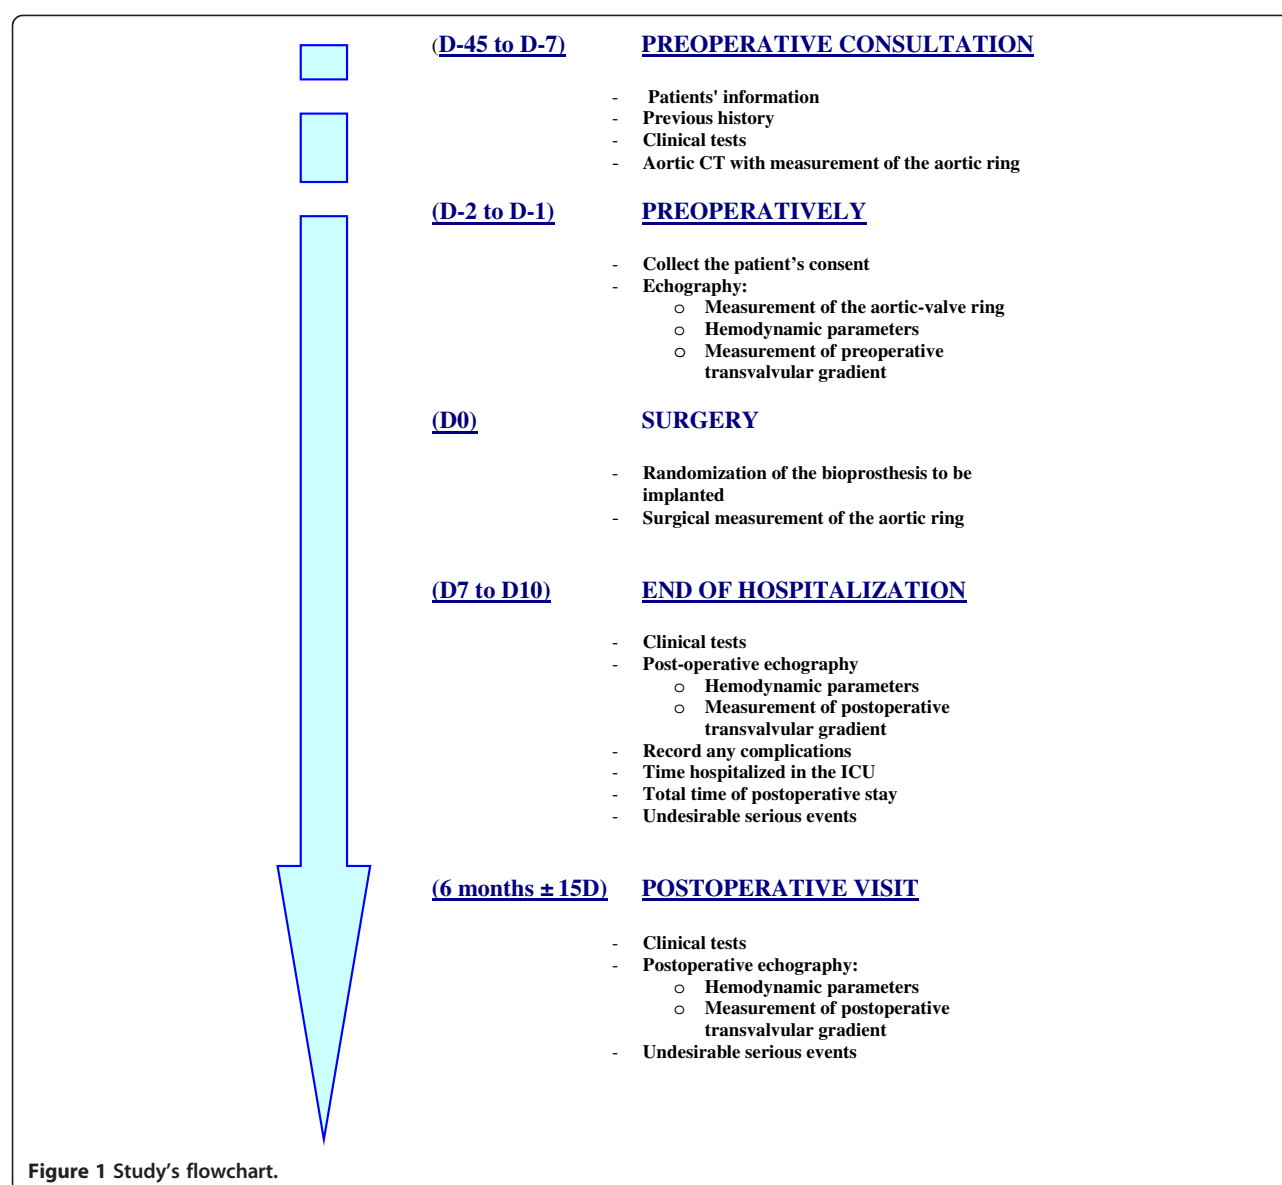 (D-45 to D-7) PREOPERATIVE CONSULTATION
- Patients' information
- Previous history
- Clinical tests
- Aortic CT with measurement of the aortic ring
(D-2 to D-1) PREOPERATIVELY
- Collect the patient’s consent
- Echography:
o Measurement of the aortic-valve ring
o Hemodynamic parameters
o Measurement of preoperative
transvalvular gradient
(D0) SURGERY
- Randomization of the bioprosthesis to be
implanted
- Surgical measurement of the aortic ring
(D7 to D10) END OF HOSPITALIZATION
- Clinical tests
- Post-operative echography
o Hemodynamic parameters
o Measurement of postoperative
transvalvular gradient
- Record any complications
- Time hospitalized in the ICU
- Total time of postoperative stay
- Undesirable serious events
(6 months ± 15D) POSTOPERATIVE VISIT
- Clinical tests
- Postoperative echography:
o Hemodynamic parameters
o Measurement of postoperative
transvalvular gradient
- Undesirable serious events
Figure 1 Study’s flowchart.